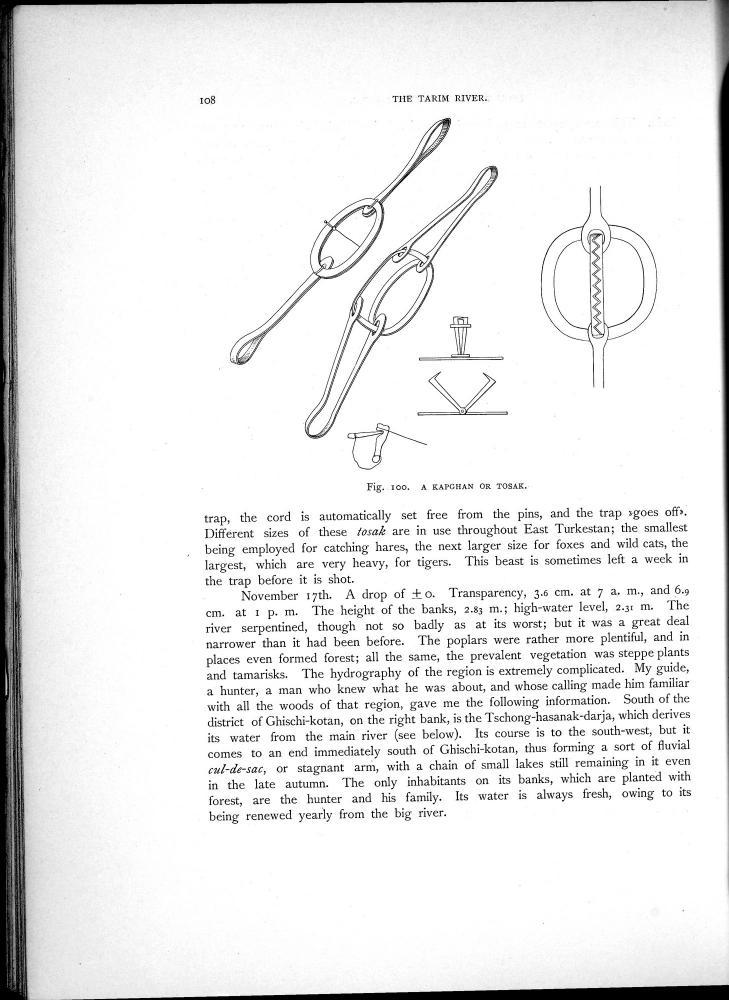 108
THE TARIM RIVER.
Fig. 100. A KAPGHAN OR TOSAK.
trap, the cord is automatically set free from the pins, and the trap »goes off».
Different sizes of these tosak are in use throughout East Turkestan; the smallest
being employed for catching hares, the next larger size for foxes and wild cats, the
largest, which are very heavy, for tigers. This beast is sometimes left a week in
the trap before it is shot.
November 17th. A drop of ± 0. Transparency, 3.6 cm. at 7 a. m., and 6.9
cm. at 1 p. m. The height of the banks, 2.83 m.; high-water level, 2.31 m. The
river serpentined, though not so badly as at its worst; but it was a great deal
narrower than it had been before. The poplars were rather more plentiful, and in
places even formed forest; all the same, the prevalent vegetation was steppe plants
and tamarisks. The hydrography of the region is extremely complicated. My guide,
a hunter, a man who knew what he was about, and whose calling made him familiar
with all the woods of that region, gave me the following information. South of the
district of Ghischi-kotan, on the right bank, is the Tschong-hasanak-darja, which derives
its water from the main river (see below). Its course is to the south-west, but it
comes to an end immediately south of Ghischi-kotan, thus forming a sort of fluvial
cul-de-sac, or stagnant arm, with a chain of small lakes still remaining in it even
in the late autumn. The only inhabitants on its banks, which are planted with
forest, are the hunter and his family. Its water is always fresh, owing to its
being renewed yearly from the big river.